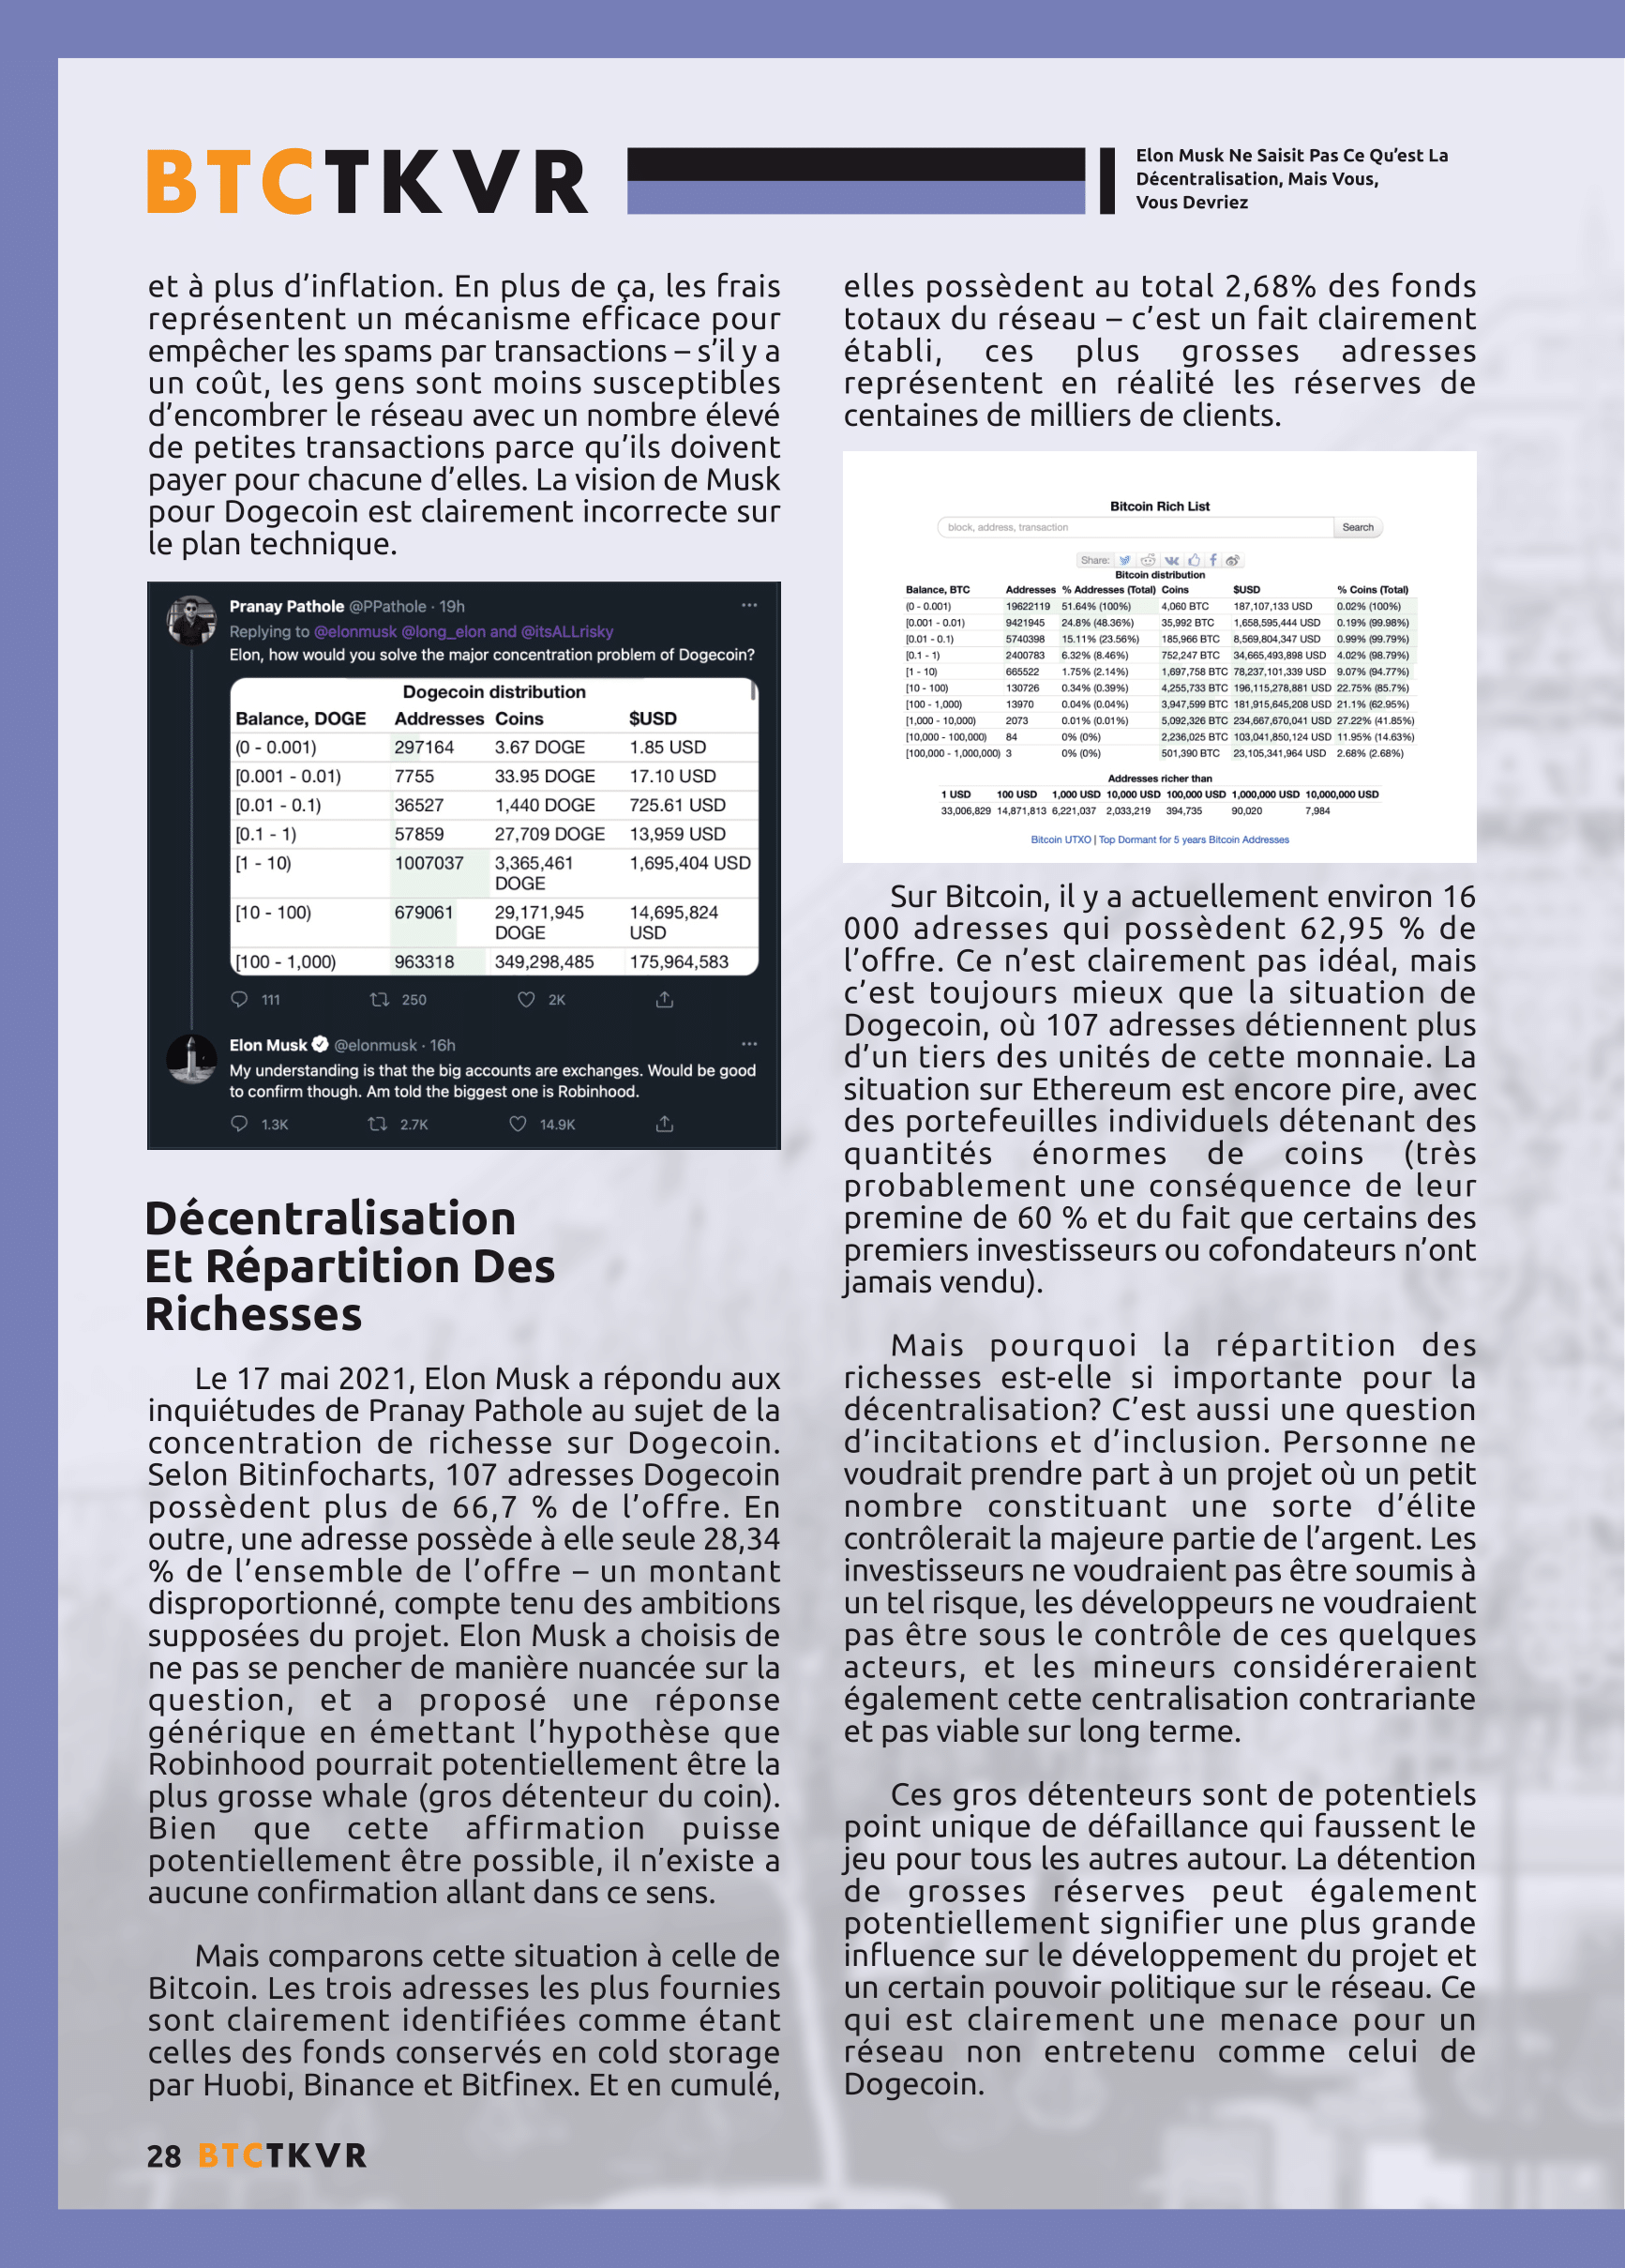 BTCTKVR
Elon Musk Ne Saisit Pas Ce Qu’est La
Décentralisation, Mais Vous,
Vous Devriez
et à plus d’inflation. En plus de ça, les frais
représentent un mécanisme efficace pour
empêcher les spams par transactions – s’il y a
un coût, les gens sont moins susceptibles
d’encombrer le réseau avec un nombre élevé
de petites transactions parce qu’ils doivent
payer pour chacune d’elles. La vision de Musk
pour Dogecoin est clairement incorrecte sur
le plan technique.
Pranay Pathole @PPathole · 19h
Replying to @elonmusk @long_elon and @itsALLrisky
Elon, how would you solve the major concentration problem of Dogecoin?
Dogecoin distribution
Balance, DOGE Addresses Coins $USD
(0 - 0.001) 297164 3.67 DOGE 1.85 USD
[0.001 - 0.01) 7755 33.95 DOGE 17.10 USD
[0.01 - 0.1) 36527 1,440 DOGE 725.61 USD
[0.1 - 1) 57859 27,709 DOGE 13,959 USD
[1 - 10) 1007037 3,365,461 1,695,404 USD
DOGE
[10 - 100) 679061 29,171,945 14,695,824
DOGE USD
[100 - 1,000) 963318 349,298,485 175,964,583
111 250 2K
Elon Musk @elonmusk · 16h
My understanding is that the big accounts are exchanges. Would be good
to confirm though. Am told the biggest one is Robinhood.
1.3K 2.7K 14.9K
Décentralisation
Et Répartition Des
Richesses
Le 17 mai 2021, Elon Musk a répondu aux
inquiétudes de Pranay Pathole au sujet de la
concentration de richesse sur Dogecoin.
Selon Bitinfocharts, 107 adresses Dogecoin
possèdent plus de 66,7 % de l’offre. En
outre, une adresse possède à elle seule 28,34
% de l’ensemble de l’offre – un montant
disproportionné, compte tenu des ambitions
supposées du projet. Elon Musk a choisis de
ne pas se pencher de manière nuancée sur la
question, et a proposé une réponse
générique en émettant l’hypothèse que
Robinhood pourrait potentiellement être la
plus grosse whale (gros détenteur du coin).
Bien que cette affirmation puisse
potentiellement être possible, il n’existe a
aucune confirmation allant dans ce sens.
Mais comparons cette situation à celle de
Bitcoin. Les trois adresses les plus fournies
sont clairement identifiées comme étant
celles des fonds conservés en cold storage
par Huobi, Binance et Bitfinex. Et en cumulé,
elles possèdent au total 2,68% des fonds
totaux du réseau – c’est un fait clairement
établi, ces plus grosses adresses
représentent en réalité les réserves de
centaines de milliers de clients.
Bitcoin Rich List
block, address, transaction Search
Share:
Bitcoin distribution
Balance, BTC Addresses % Addresses (Total) Coins $USD % Coins (Total)
(0 - 0.001) 19622119 51.64% (100%) 4,060 BTC 187,107,133 USD 0.02% (100%)
[0.001 - 0.01) 9421945 24.8% (48.36%) 35,992 BTC 1,658,595,444 USD 0.19% (99.98%)
[0.01 - 0.1) 5740398 15.11% (23.56%) 185,966 BTC 8,569,804,347 USD 0.99% (99.79%)
[0.1 - 1) 2400783 6.32% (8.46%) 752,247 BTC 34,665,493,898 USD 4.02% (98.79%)
[1 - 10) 665522 1.75% (2.14%) 1,697,758 BTC 78,237,101,339 USD 9.07% (94.77%)
[10 - 100) 130726 0.34% (0.39%) 4,255,733 BTC 196,115,278,881 USD 22.75% (85.7%)
[100 - 1,000) 13970 0.04% (0.04%) 3,947,599 BTC 181,915,645,208 USD 21.1% (62.95%)
[1,000 - 10,000) 2073 0.01% (0.01%) 5,092,326 BTC 234,667,670,041 USD 27.22% (41.85%)
[10,000 - 100,000) 84 0% (0%) 2,236,025 BTC 103,041,850,124 USD 11.95% (14.63%)
[100,000 - 1,000,000) 3 0% (0%) 501,390 BTC 23,105,341,964 USD 2.68% (2.68%)
Addresses richer than
1 USD 100 USD 1,000 USD 10,000 USD 100,000 USD 1,000,000 USD 10,000,000 USD
33,006,829 14,871,813 6,221,037 2,033,219 394,735 90,020 7,984
Bitcoin UTXO | Top Dormant for 5 years Bitcoin Addresses
Sur Bitcoin, il y a actuellement environ 16
000 adresses qui possèdent 62,95 % de
l’offre. Ce n’est clairement pas idéal, mais
c’est toujours mieux que la situation de
Dogecoin, où 107 adresses détiennent plus
d’un tiers des unités de cette monnaie. La
situation sur Ethereum est encore pire, avec
des portefeuilles individuels détenant des
quantités énormes de coins (très
probablement une conséquence de leur
premine de 60 % et du fait que certains des
premiers investisseurs ou cofondateurs n’ont
jamais vendu).
Mais pourquoi la répartition des
richesses est-elle si importante pour la
décentralisation? C’est aussi une question
d’incitations et d’inclusion. Personne ne
voudrait prendre part à un projet où un petit
nombre constituant une sorte d’élite
contrôlerait la majeure partie de l’argent. Les
investisseurs ne voudraient pas être soumis à
un tel risque, les développeurs ne voudraient
pas être sous le contrôle de ces quelques
acteurs, et les mineurs considéreraient
également cette centralisation contrariante
et pas viable sur long terme.
Ces gros détenteurs sont de potentiels
point unique de défaillance qui faussent le
jeu pour tous les autres autour. La détention
de grosses réserves peut également
potentiellement signifier une plus grande
influence sur le développement du projet et
un certain pouvoir politique sur le réseau. Ce
qui est clairement une menace pour un
réseau non entretenu comme celui de
Dogecoin.
28 BTCTKVR